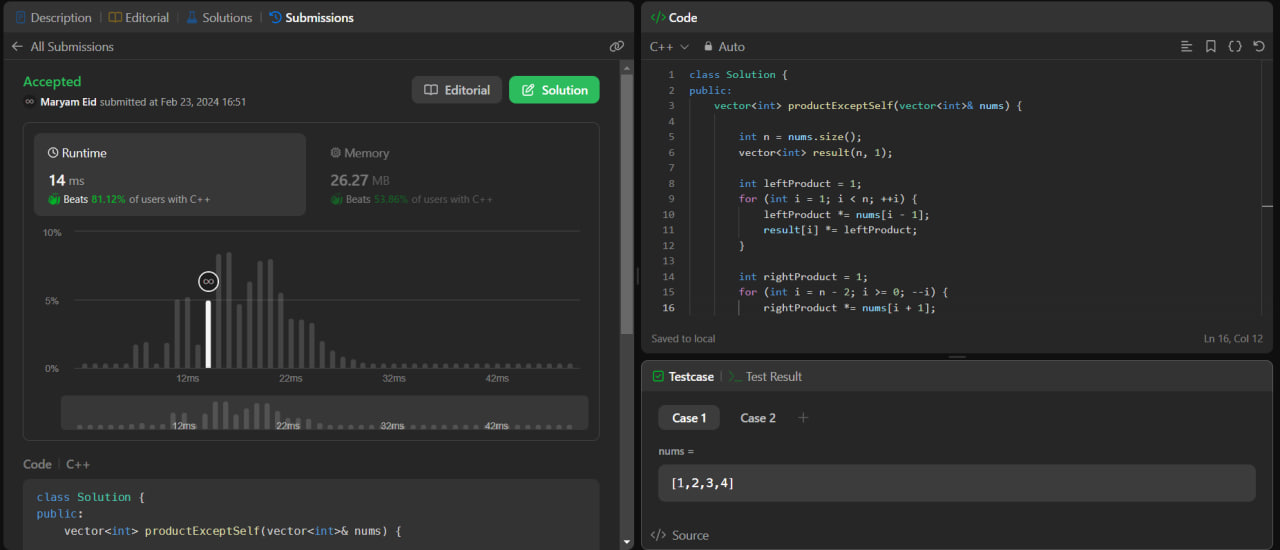 Description Editorial Solutions Submissions
All Submissions
Accepted
Maryam Eid submitted at Feb 23, 2024 16:51
Editorial
Solution
Runtime
14 ms
Beats 81.12% of users with C++
Memory
26.27 MB
Beats 53.86% of users with C++
10%
5%
0%
12ms 22ms 32ms 42ms
12ms 22ms 32ms 42ms
Code C++
class Solution {
public:
vector<int> productExceptSelf(vector<int>& nums) {
</> Code
C++ Auto
1 class Solution {
2 public:
3 vector<int> productExceptSelf(vector<int>& nums) {
4
5 int n = nums.size();
6 vector<int> result(n, 1);
7
8 int leftProduct = 1;
9 for (int i = 1; i < n; ++i) {
10 leftProduct *= nums[i - 1];
11 result[i] *= leftProduct;
12 }
13
14 int rightProduct = 1;
15 for (int i = n - 2; i >= 0; --i) {
16 rightProduct *= nums[i + 1];
Saved to local
Ln 16, Col 12
Testcase >_ Test Result
Case 1 Case 2 +
nums =
[1,2,3,4]
</> Source